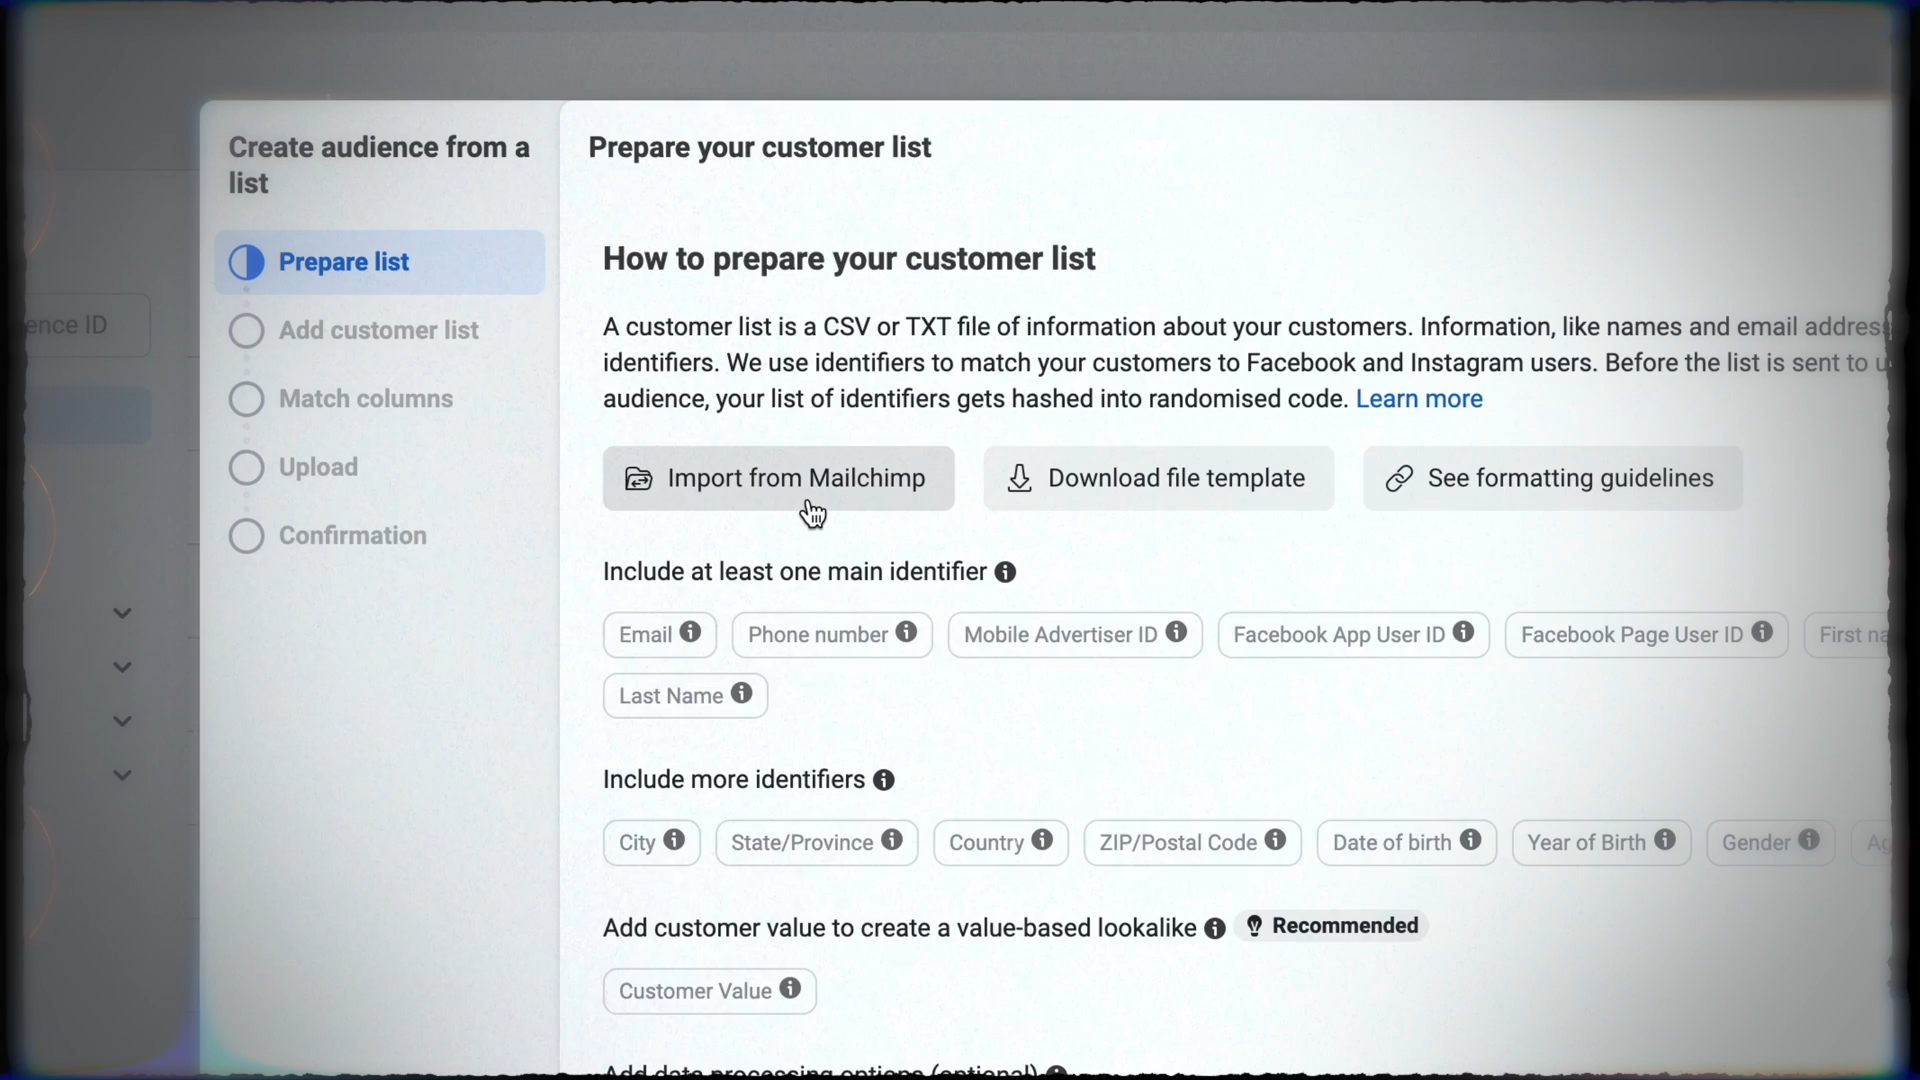 Create audience from a
list
Prepare list
Add customer list
Match columns
Upload
Confirmation
ence ID
Prepare your customer list
How to prepare your customer list
A customer list is a CSV or TXT file of information about your customers. Information, like names and email addres
identifiers. We use identifiers to match your customers to Facebook and Instagram users. Before the list is sent to u
audience, your list of identifiers gets hashed into randomised code. Learn more
Import from Mailchimp
Download file template
See formatting guidelines
Include at least one main identifier
Email
Phone number
Mobile Advertiser ID
Facebook App User ID
Facebook Page User ID
First na
Last Name
Include more identifiers
City
State/Province
Country
ZIP/Postal Code
Date of birth
Year of Birth
Gender
Ag
Add customer value to create a value-based lookalike
Recommended
Customer Value
Add data processing options (optional)